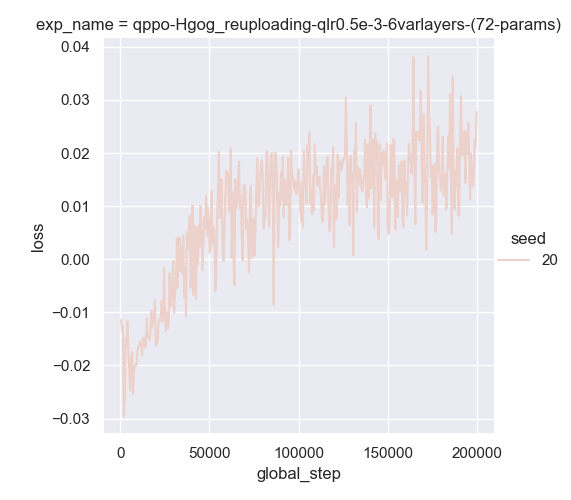 exp_name = qppo-Hgog_reuploading-qlr0.5e-3-6varlayers-(72-params)
0.04
0.03
0.02
0.01
0.00
−0.01
−0.02
−0.03
loss
0 50000 100000 150000 200000
global_step
seed
20